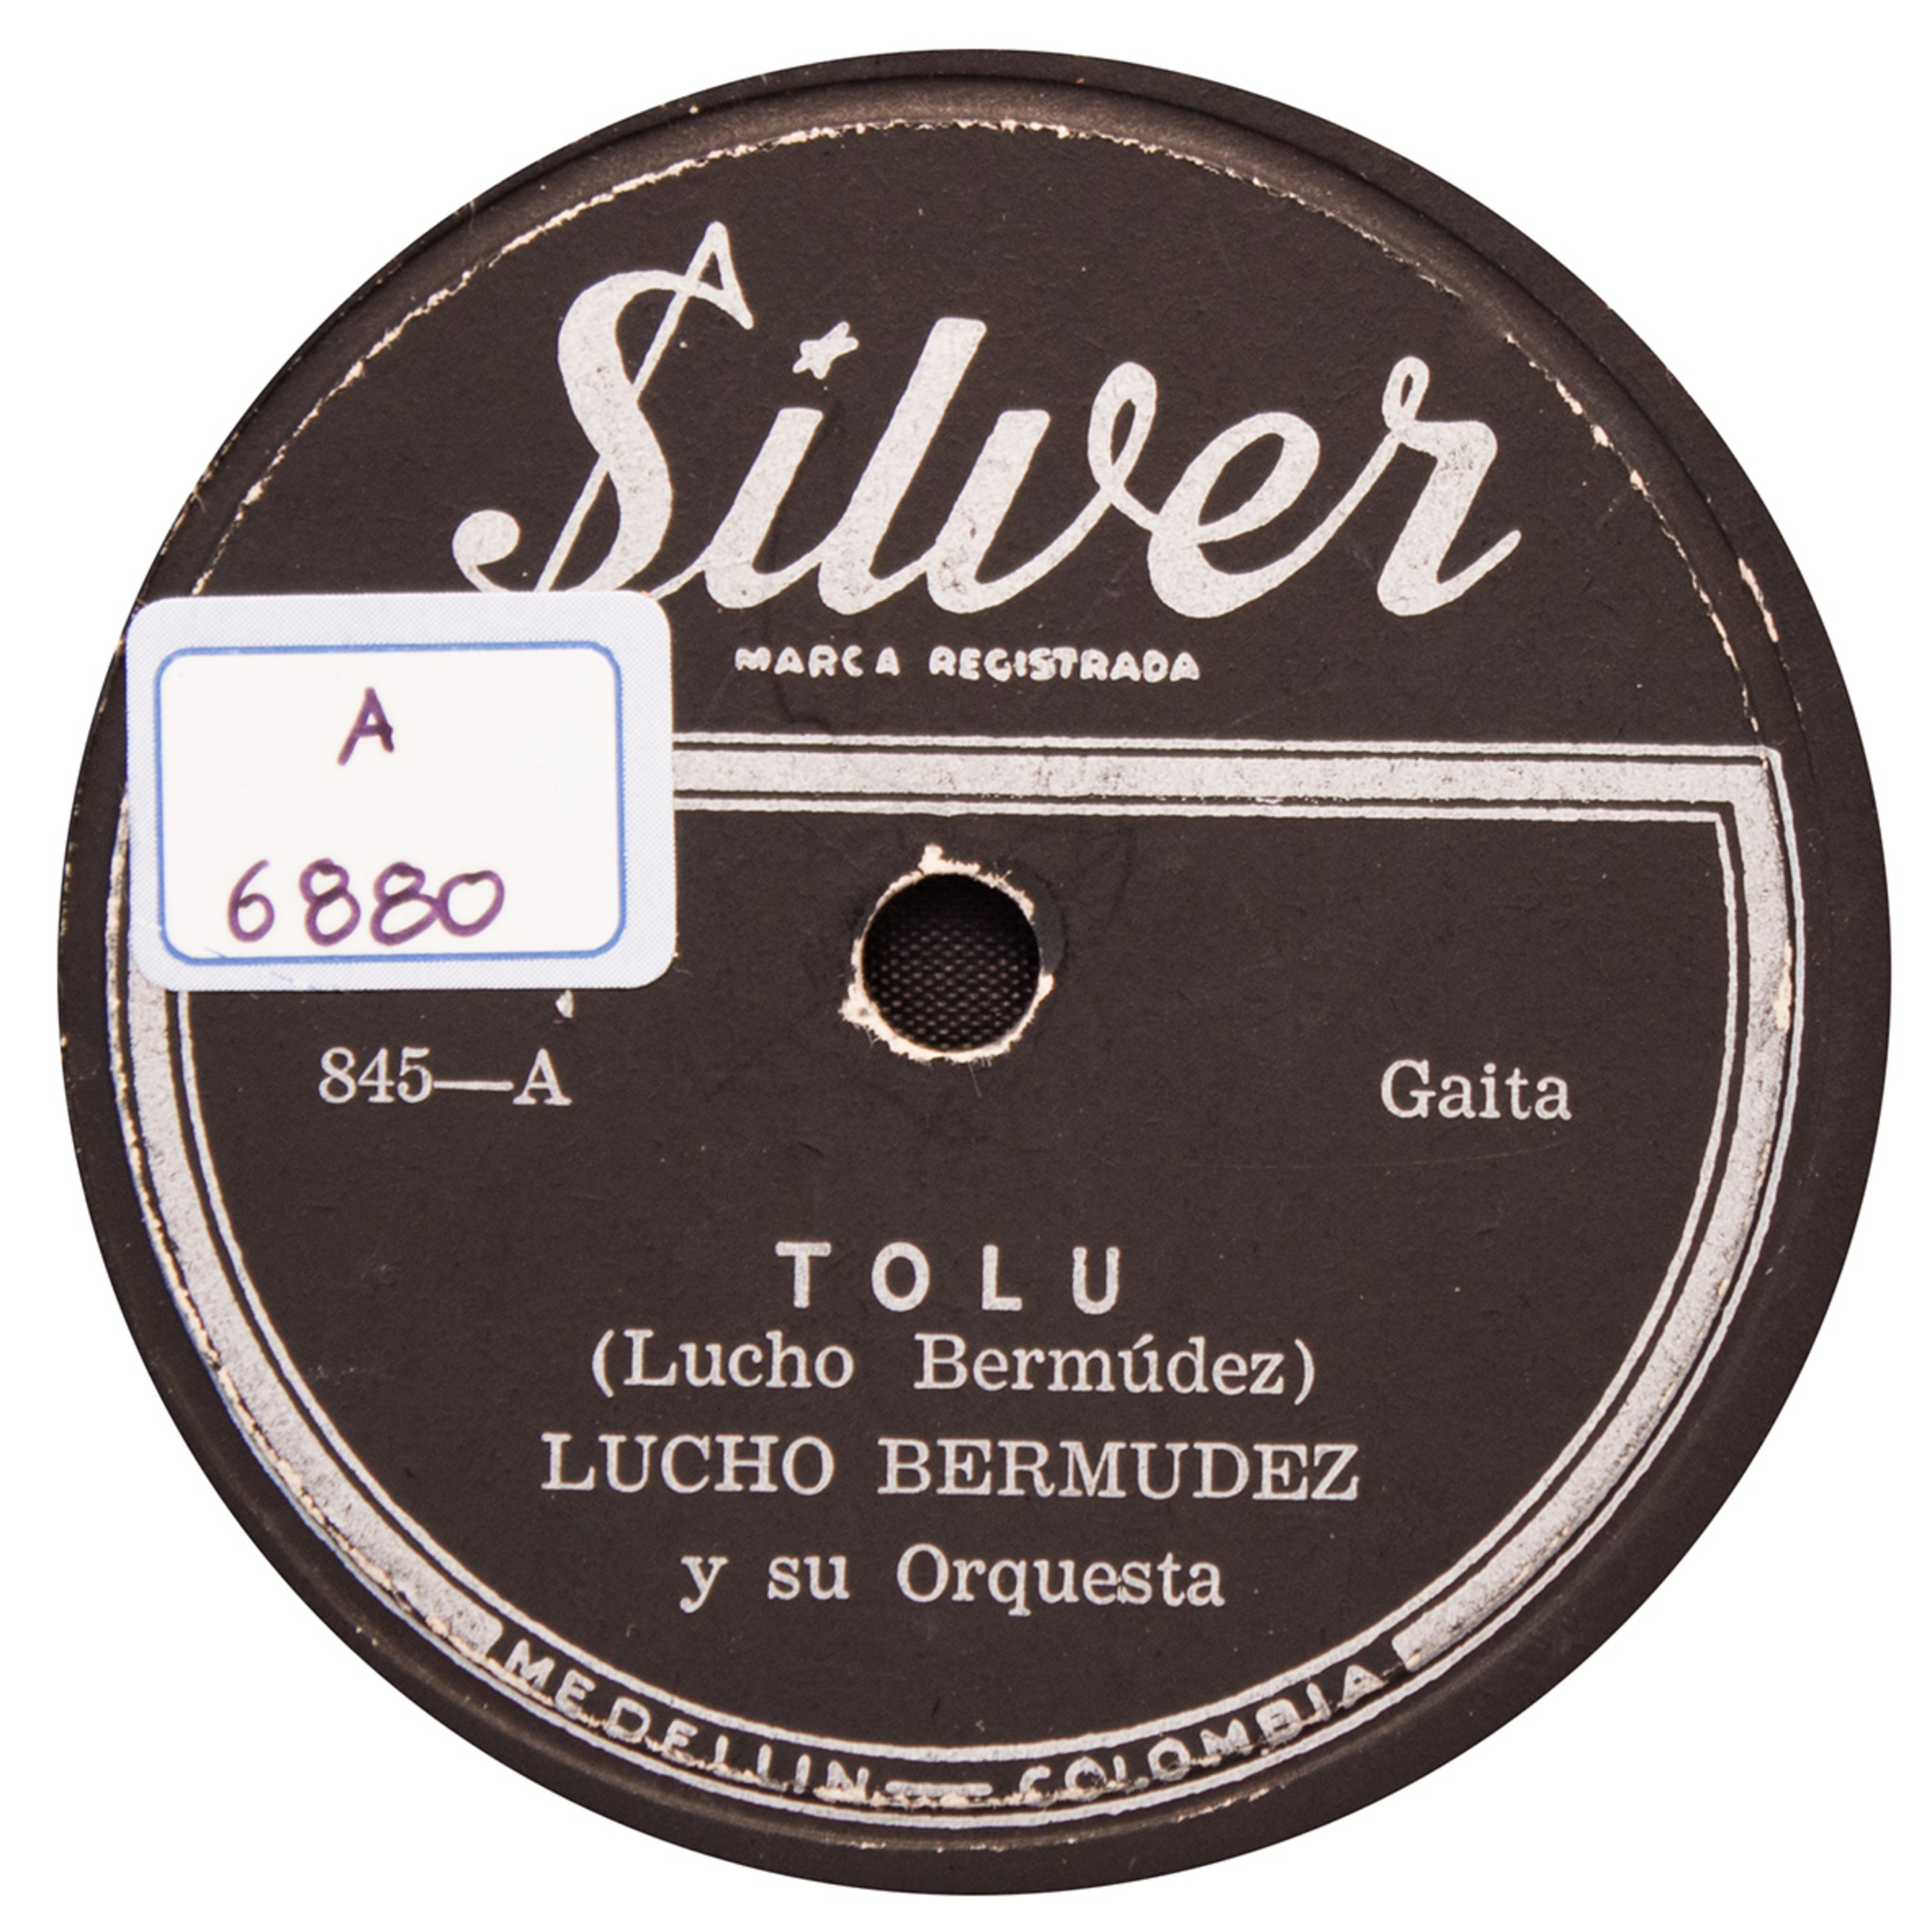 Silver
MARCA REGISTRADA
A
6880
845—A
Gaita
TOLU
(Lucho Bermúdez)
LUCHO BERMUDEZ
y su Orquesta
MEDELLIN — COLOMBIA